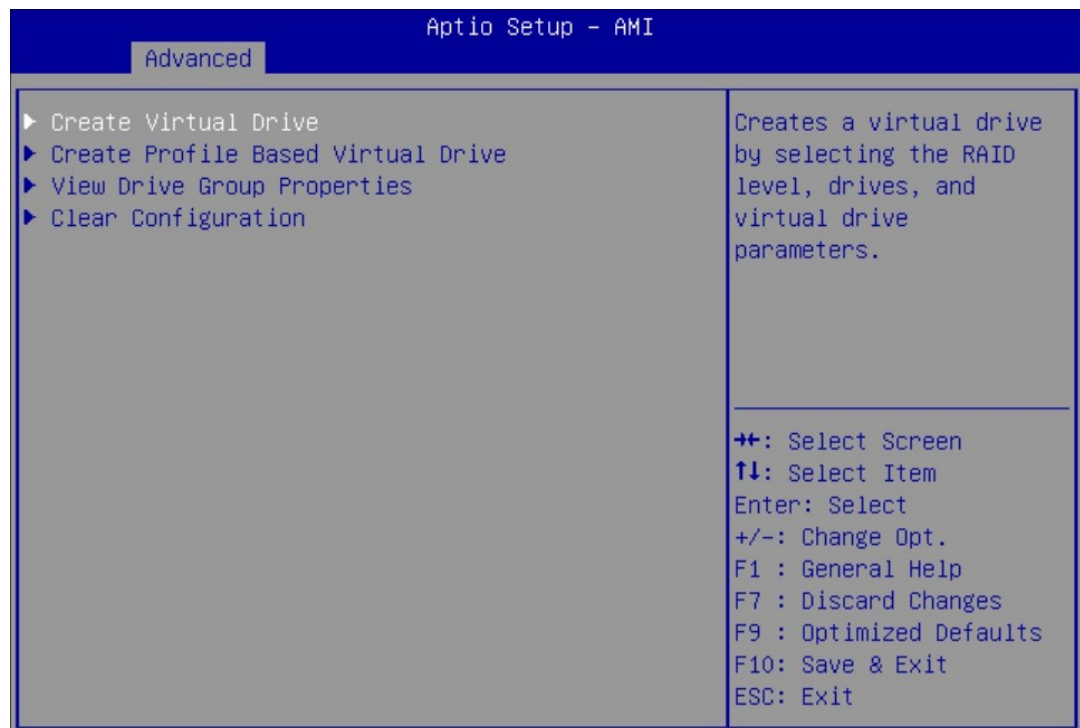 Aptio Setup – AMI
Advanced
▶ Create Virtual Drive
▶ Create Profile Based Virtual Drive
▶ View Drive Group Properties
▶ Clear Configuration
Creates a virtual drive
by selecting the RAID
level, drives, and
virtual drive
parameters.
→←: Select Screen
↑↓: Select Item
Enter: Select
+/-: Change Opt.
F1 : General Help
F7 : Discard Changes
F9 : Optimized Defaults
F10: Save & Exit
ESC: Exit